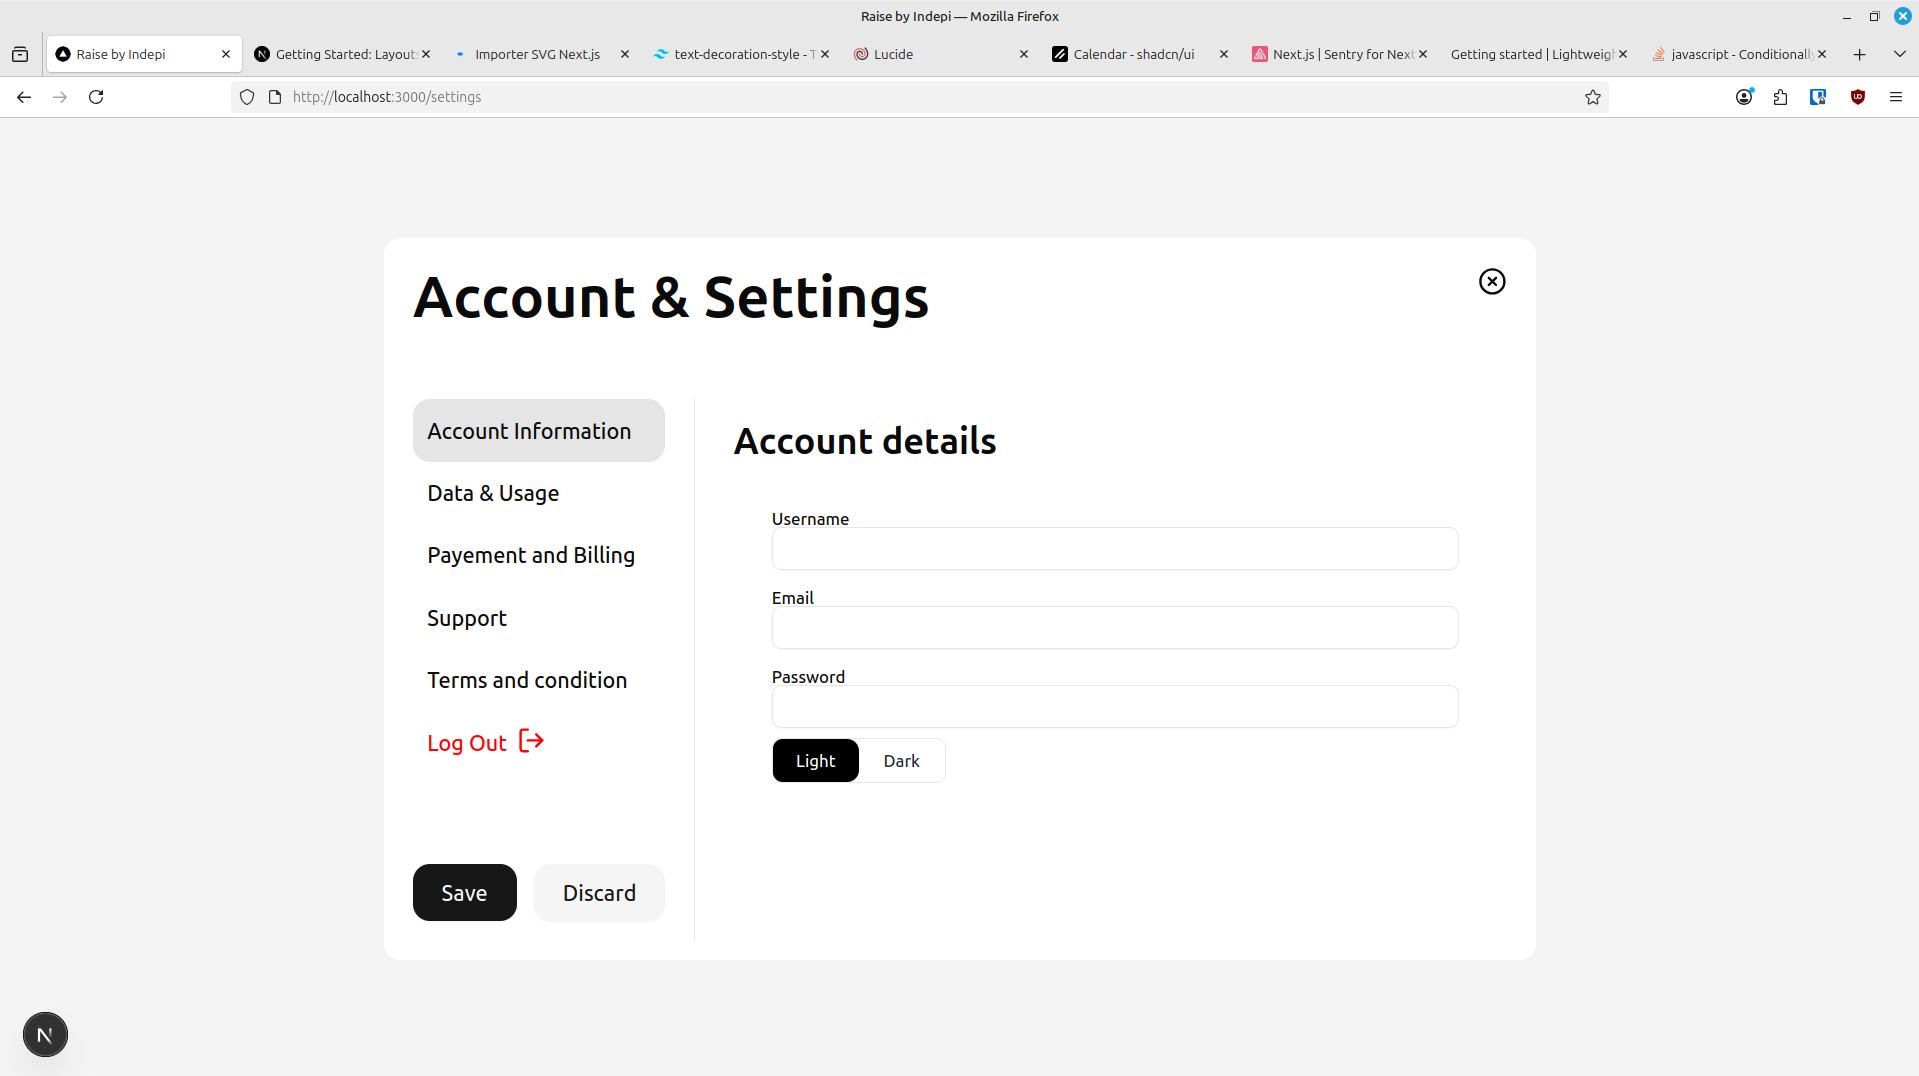 Raise by Indepi — Mozilla Firefox
Raise by Indepi
Getting Started: Layout
Importer SVG Next.js
text-decoration-style - T
Lucide
Calendar - shadcn/ui
Next.js | Sentry for Next
Getting started | Lightweigh
javascript - Conditionally
http://localhost:3000/settings
Account & Settings
Account Information
Data & Usage
Payement and Billing
Support
Terms and condition
Log Out
Save
Discard
Account details
Username
Email
Password
Light
Dark
N